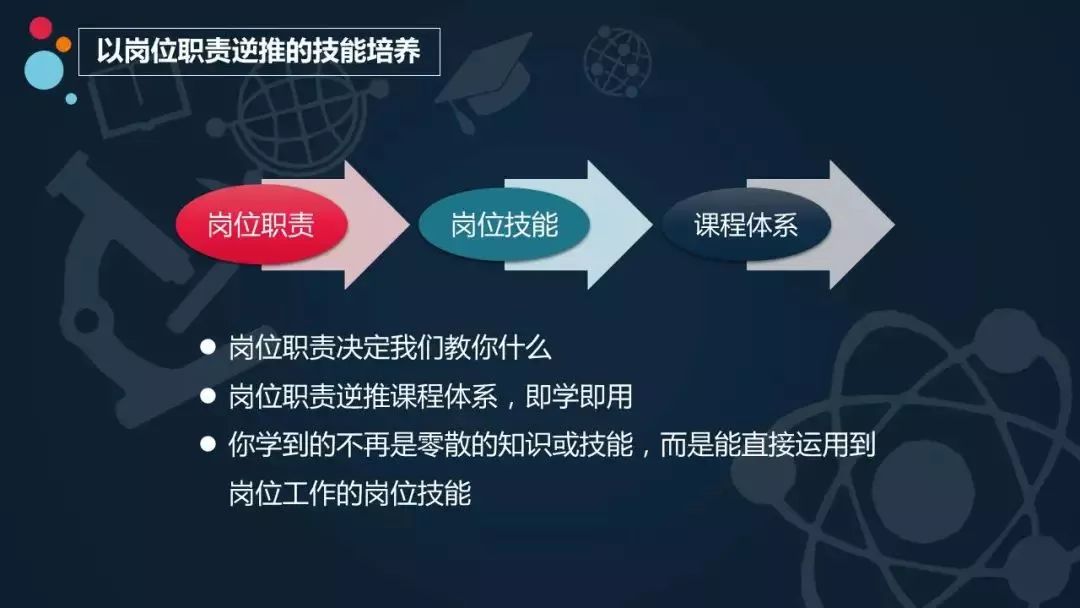 以岗位职责逆推的技能培养
岗位职责
岗位技能
课程体系
● 岗位职责决定我们教你什么
● 岗位职责逆推课程体系，即学即用
● 你学到的不再是零散的知识或技能，而是能直接运用到
岗位工作的岗位技能